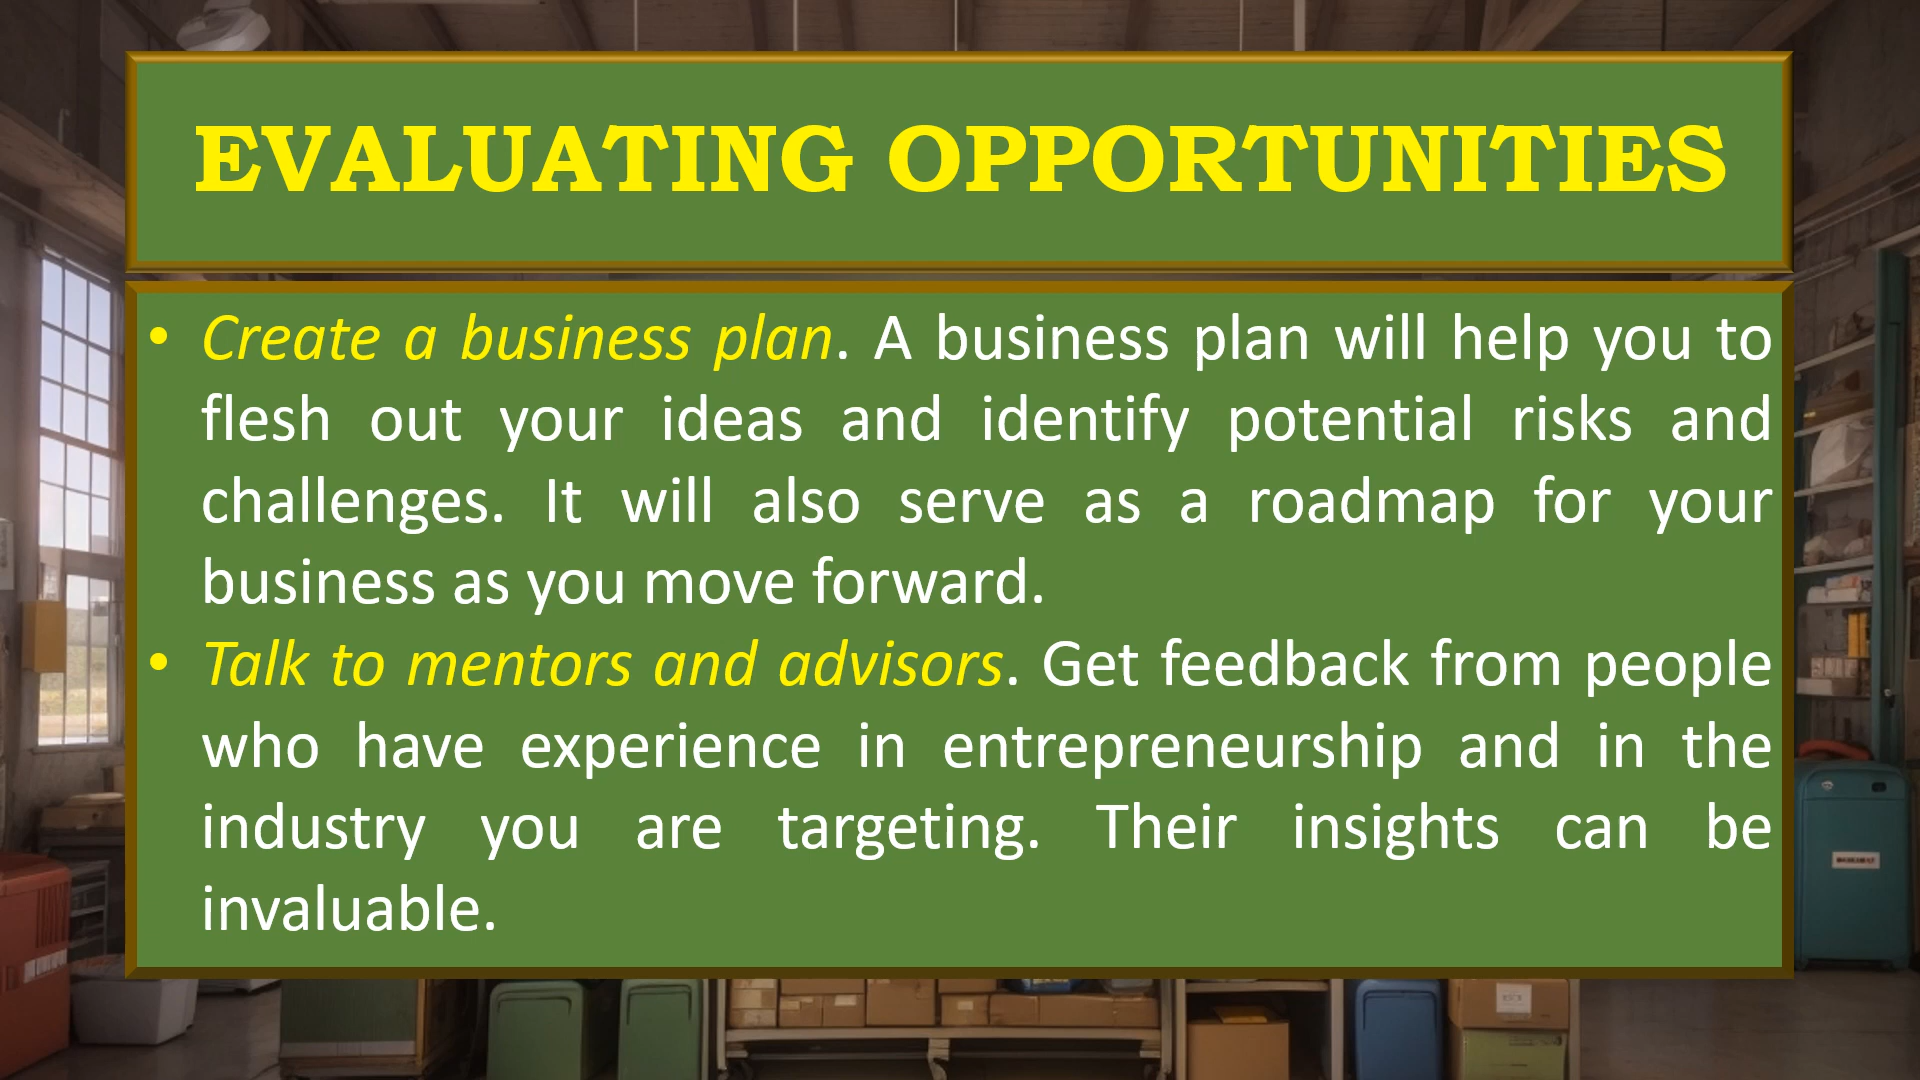 EVALUATING OPPORTUNITIES
• Create a business plan. A business plan will help you to
flesh out your ideas and identify potential risks and
challenges. It will also serve as a roadmap for your
business as you move forward.
• Talk to mentors and advisors. Get feedback from people
who have experience in entrepreneurship and in the
industry you are targeting. Their insights can be
invaluable.